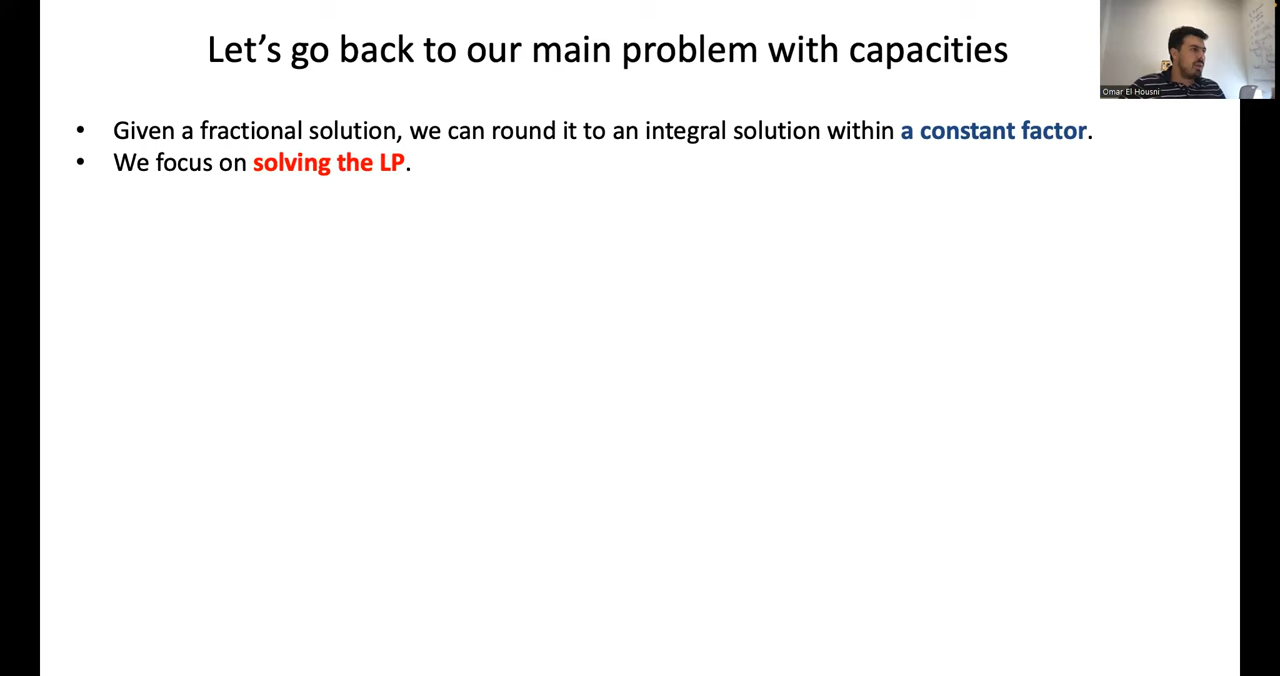 Let's go back to our main problem with capacities
Omar El Housni
• Given a fractional solution, we can round it to an integral solution within a constant factor.
• We focus on solving the LP.